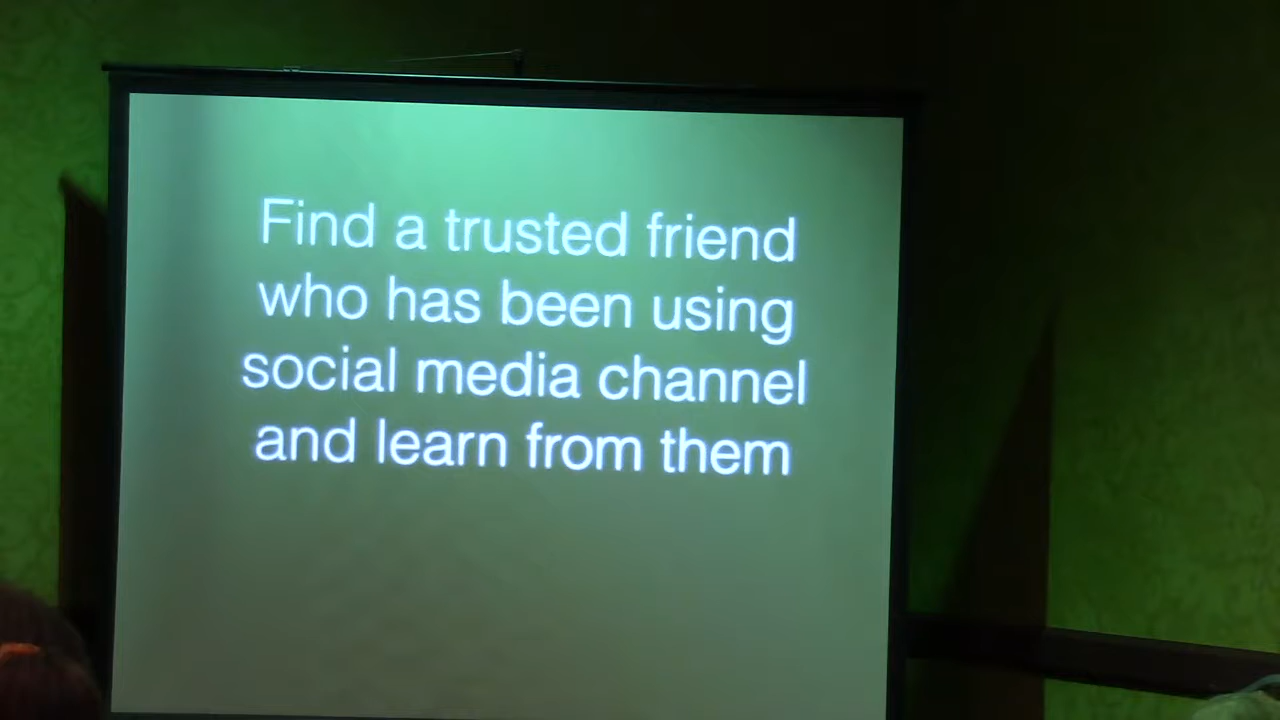 Find a trusted friend
who has been using
social media channel
and learn from them